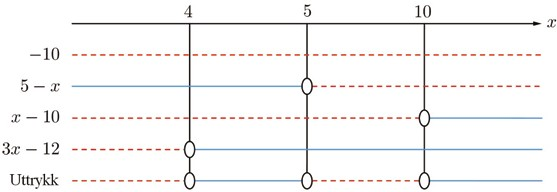 4 5 10 x
−10
5 − x
x − 10
3x − 12
Uttrykk